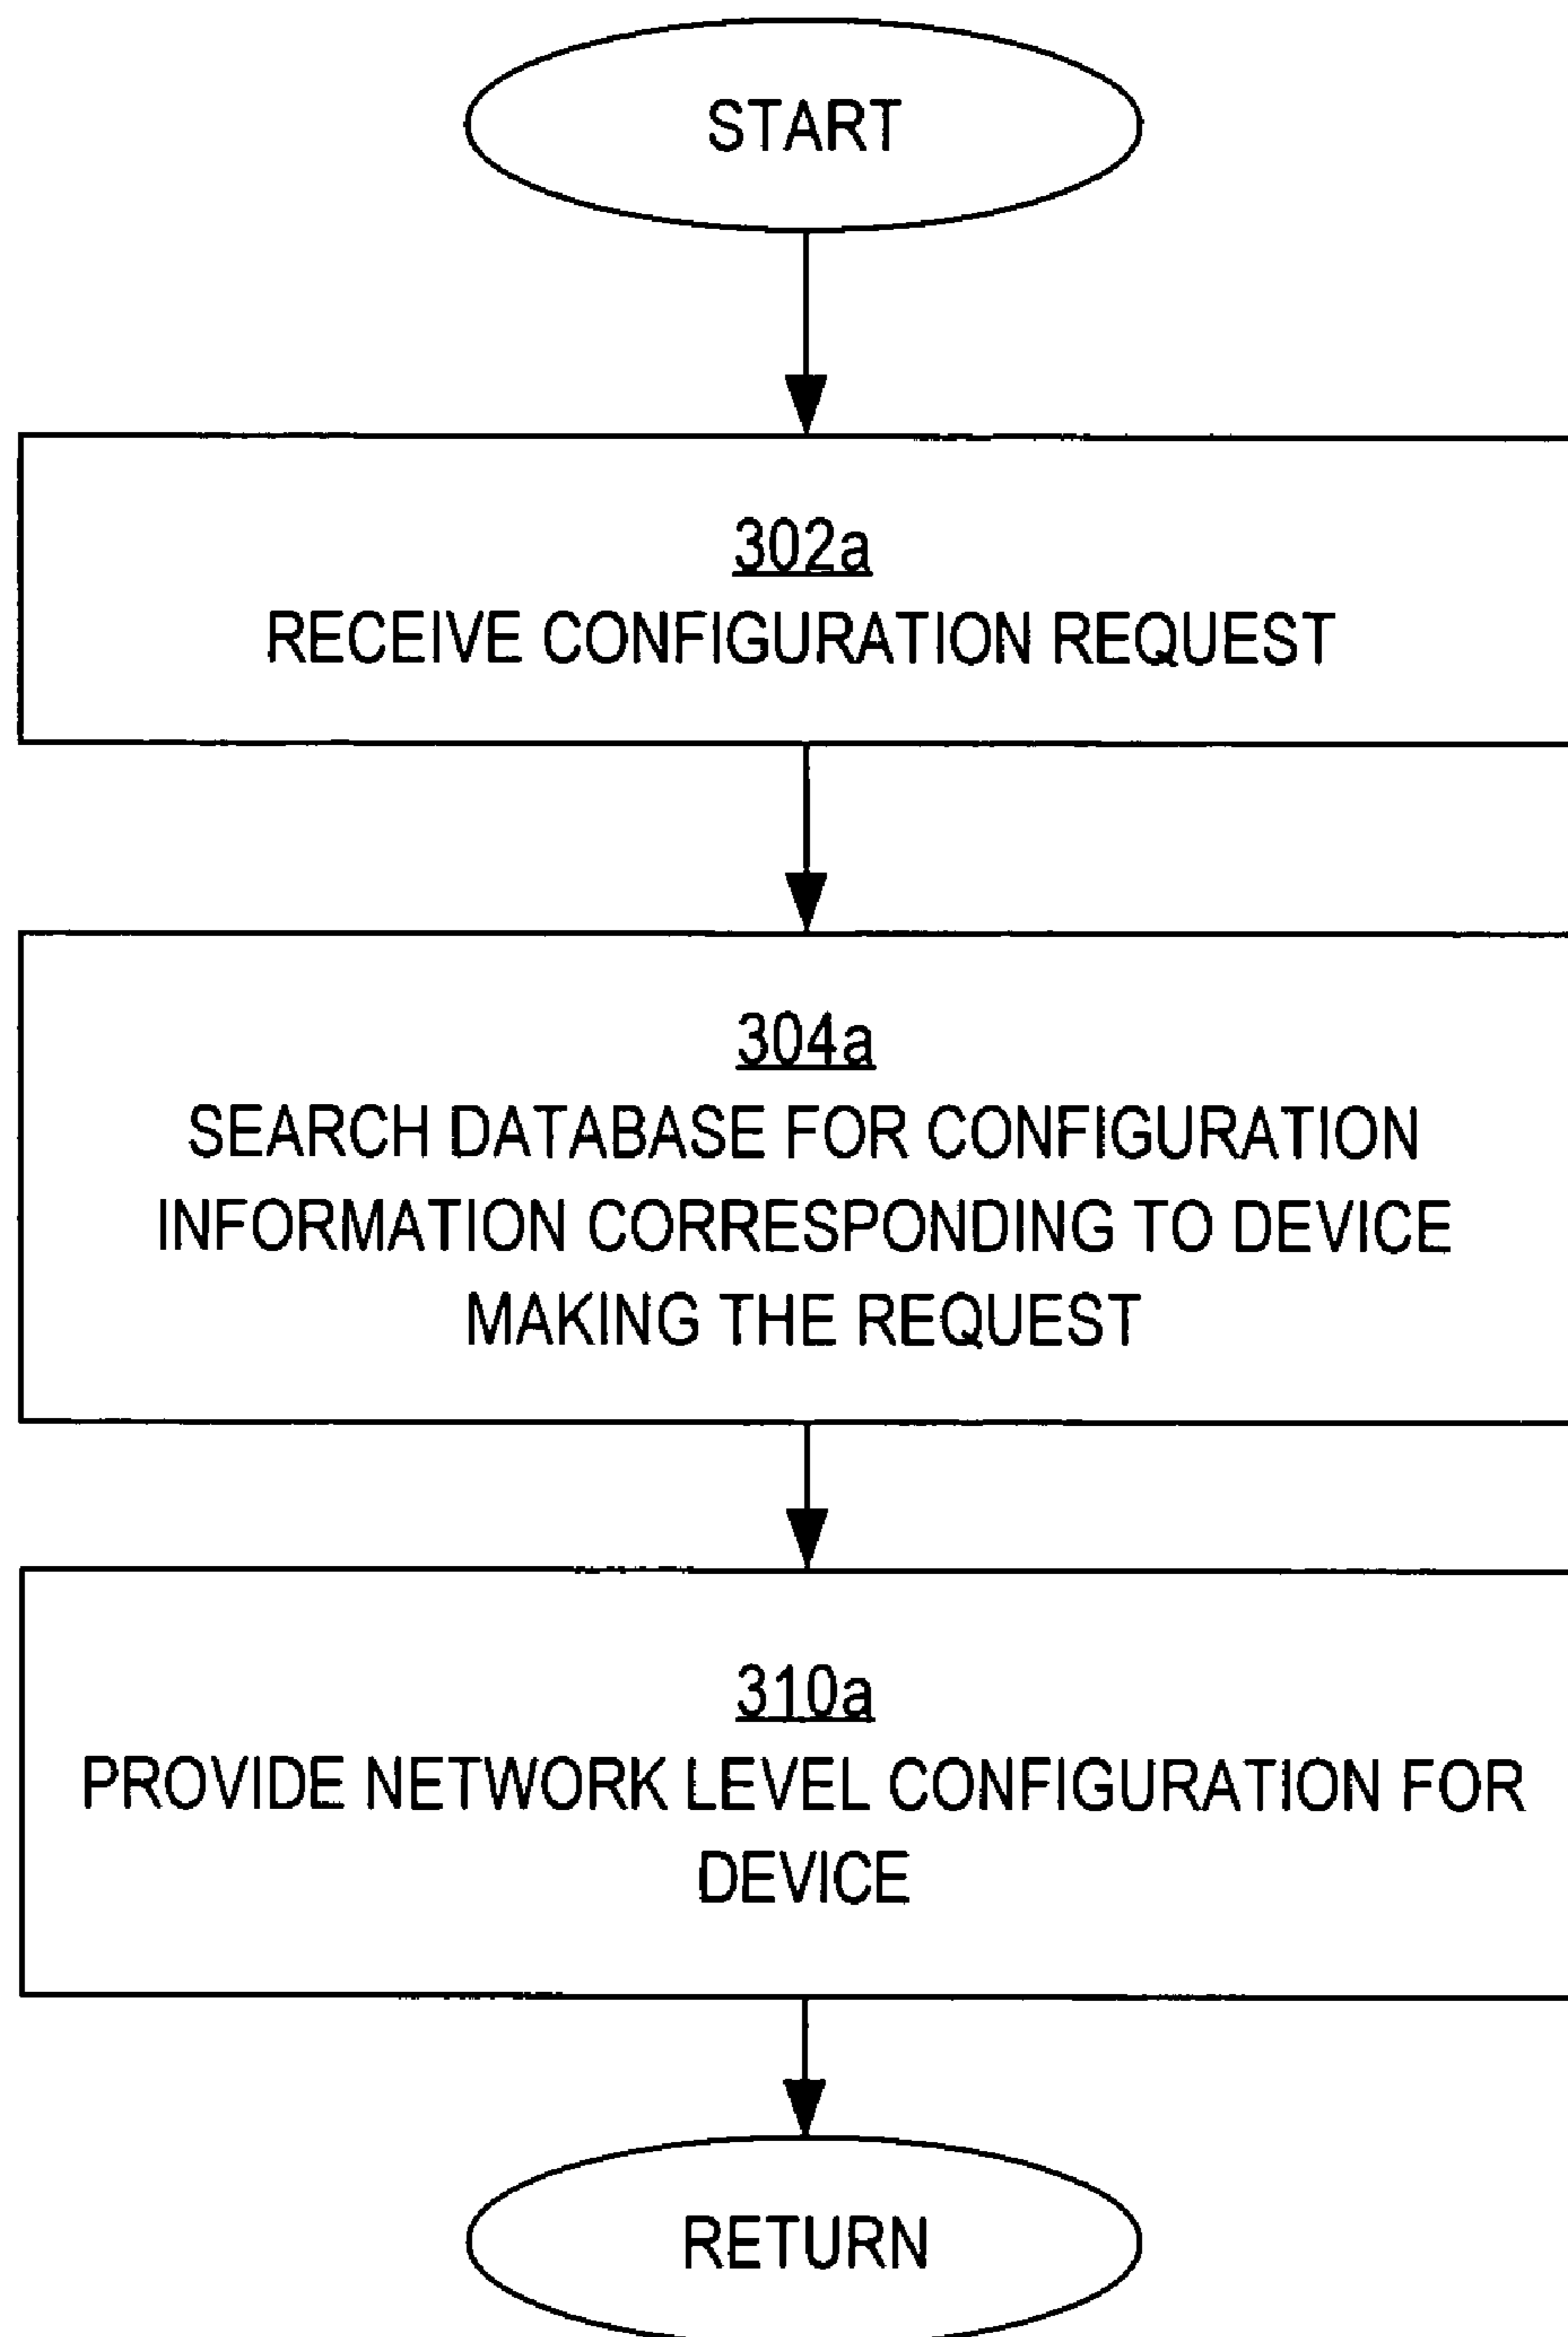 START
302a
RECEIVE CONFIGURATION REQUEST
304a
SEARCH DATABASE FOR CONFIGURATION
INFORMATION CORRESPONDING TO DEVICE
MAKING THE REQUEST
310a
PROVIDE NETWORK LEVEL CONFIGURATION FOR
DEVICE
RETURN